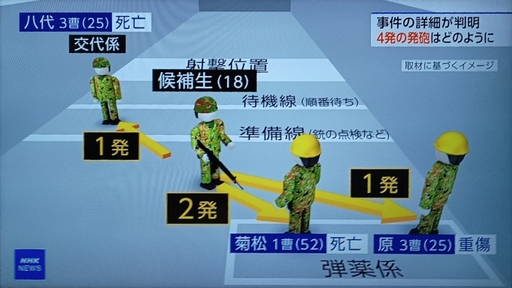 八代 3曹(25) 死亡
交代係
事件の詳細が判明
4発の発砲はどのように
取材に基づくイメージ
射撃位置
候補生(18)
待機線(順番待ち)
準備線(銃の点検など)
1発
2発
1発
菊松 1曹(52) 死亡
原 3曹(25) 重傷
弾薬係
NHK
NEWS